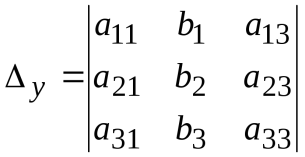 a₁₁ b₁ a₁₃
Δ_y = |a₂₁ b₂ a₂₃|
a₃₁ b₃ a₃₃